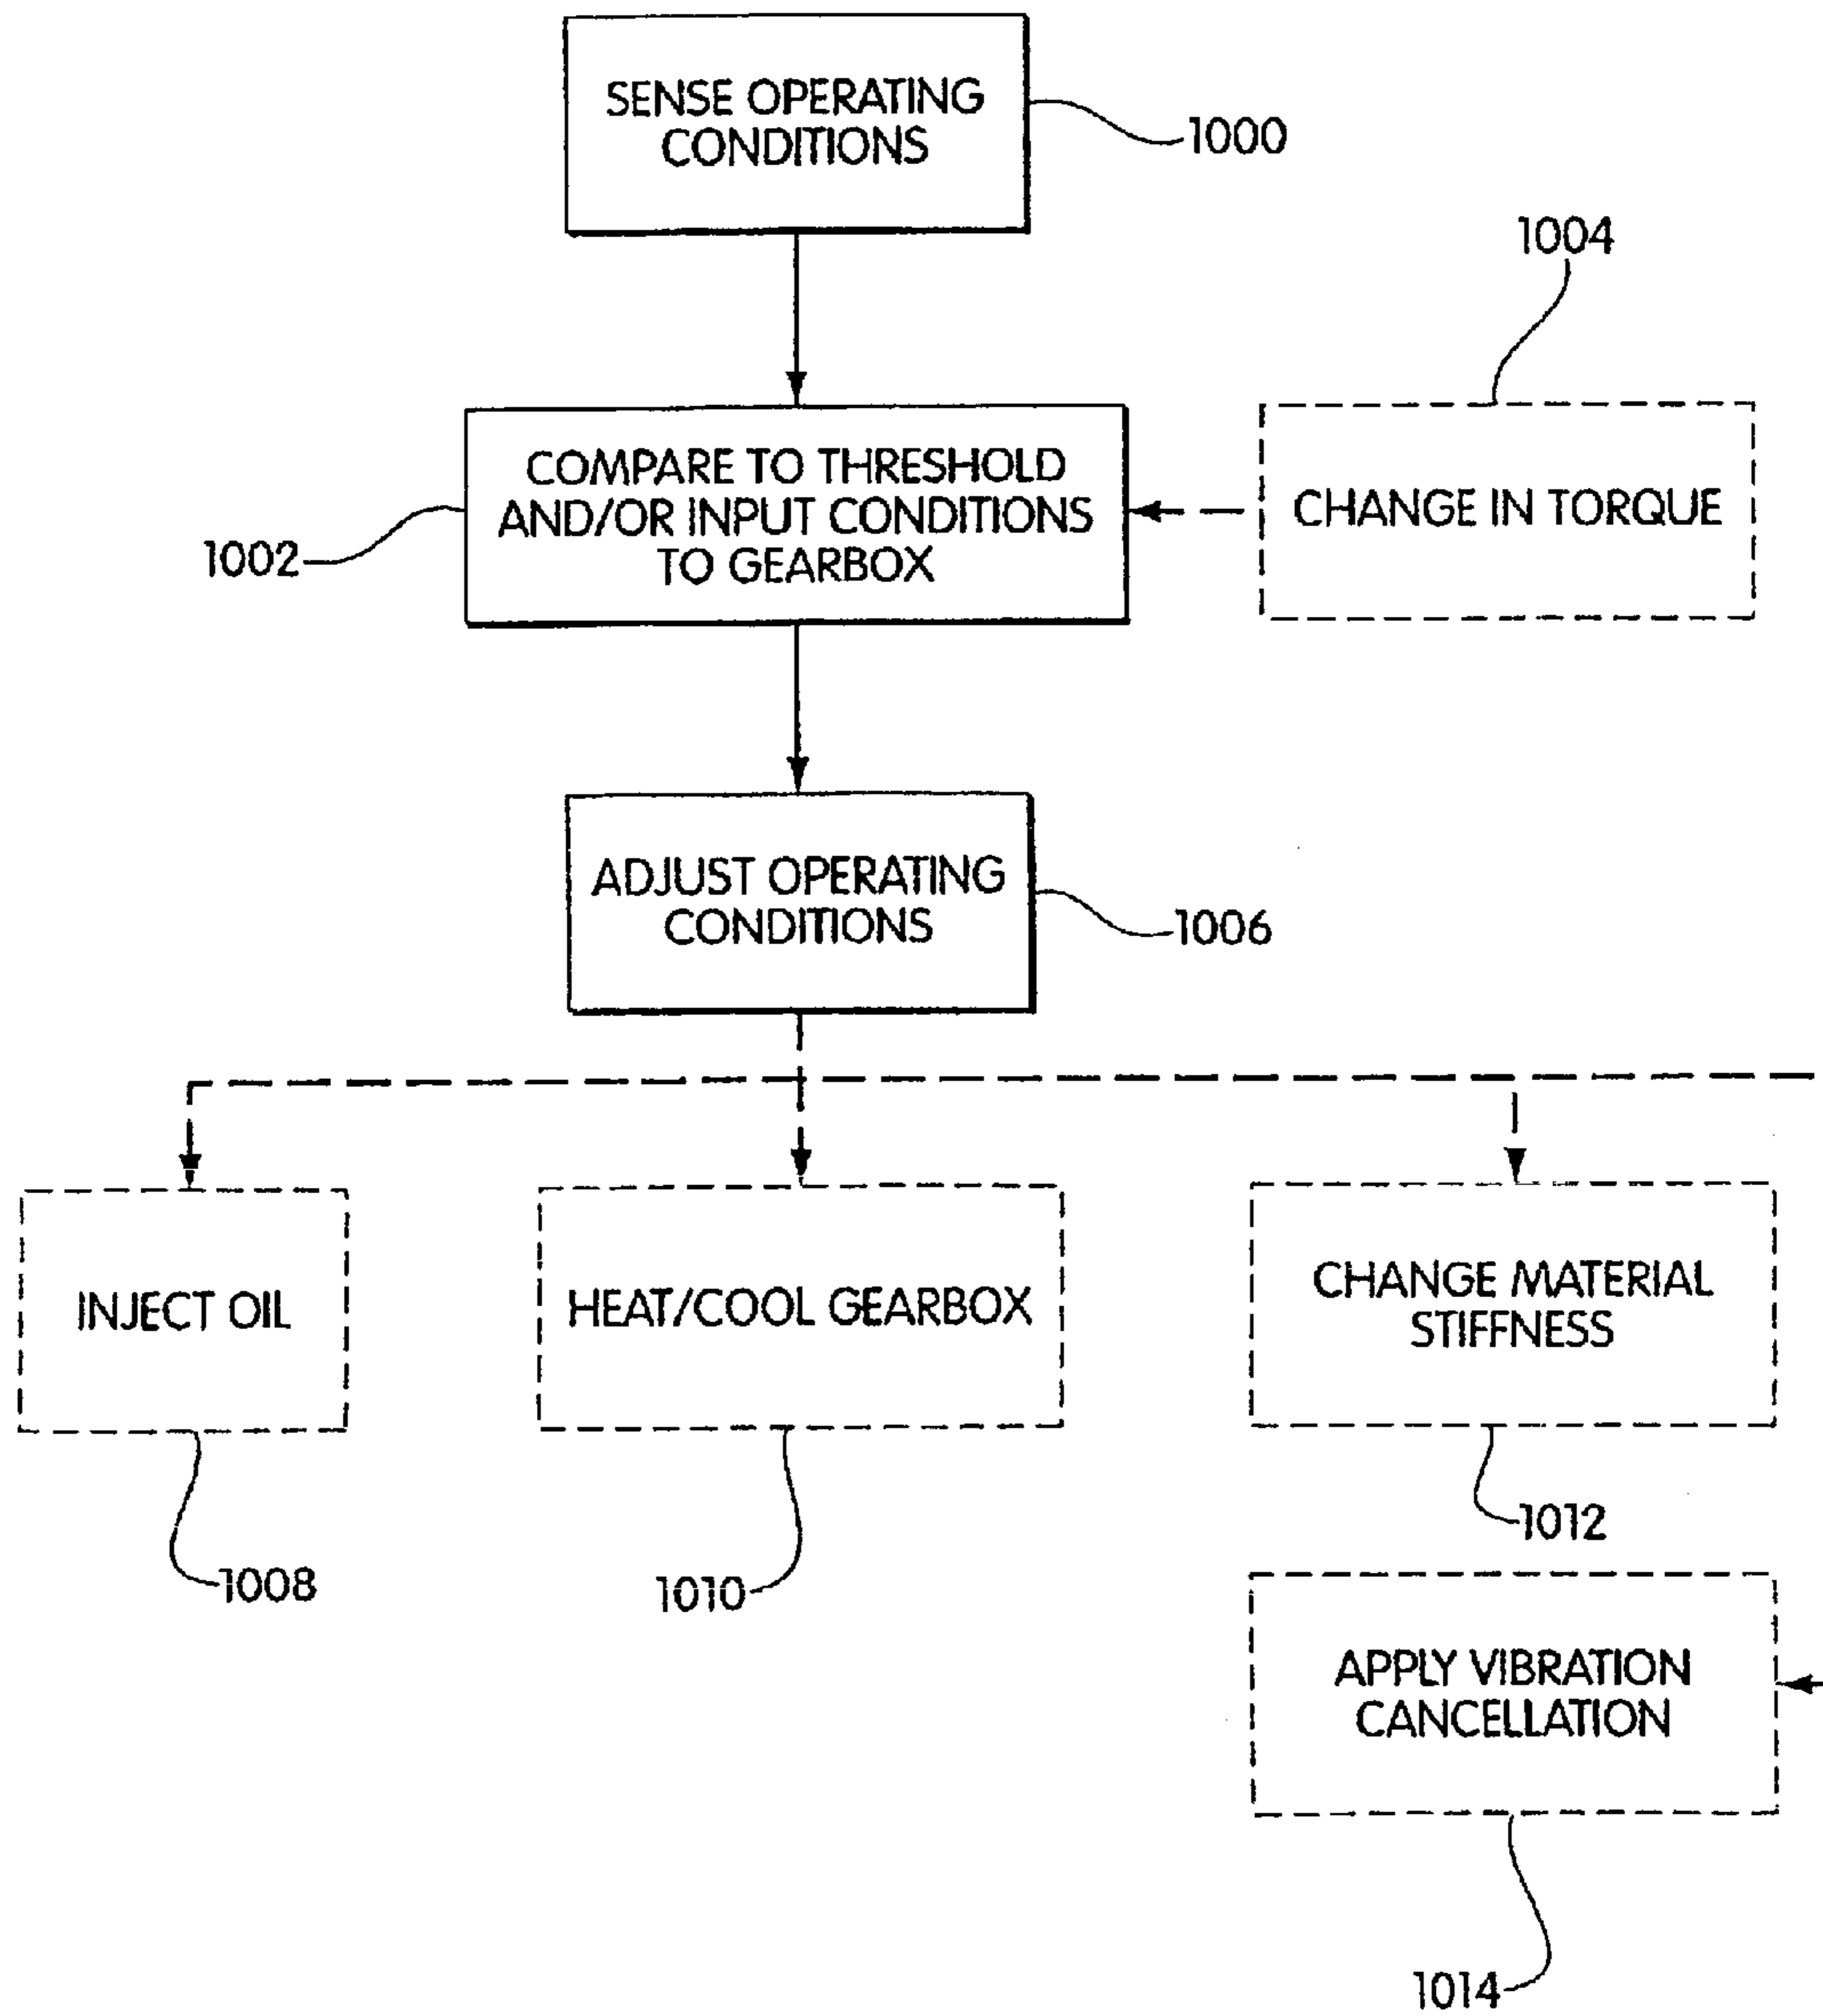 SENSE OPERATING
CONDITIONS
1000
1004
COMPARE TO THRESHOLD
AND/OR INPUT CONDITIONS
TO GEARBOX
1002
CHANGE IN TORQUE
ADJUST OPERATING
CONDITIONS
1006
INJECT OIL
1008
HEAT/COOL GEARBOX
1010
CHANGE MATERIAL
STIFFNESS
1012
APPLY VIBRATION
CANCELLATION
1014